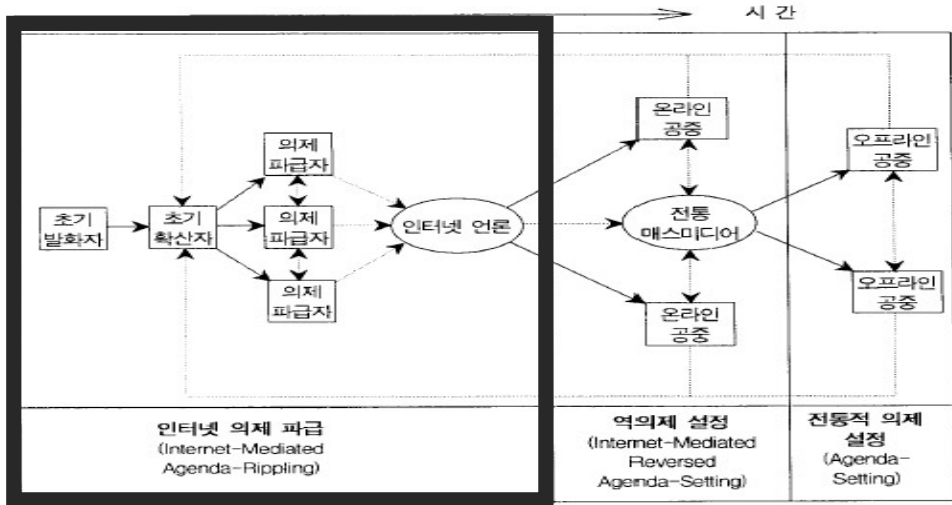 시 간
온라인
공중
의제
파급자
오프라인
공중
초기
발화자
초기
확산자
의제
파급자
인터넷 언론
전통
매스미디어
의제
파급자
온라인
공중
오프라인
공중
인터넷 의제 파급
(Internet-Mediated
Agenda-Rippling)
역의제 설정
(Internet-Mediated
Reversed
Agenda-Setting)
전통적 의제
설정
(Agenda-
Setting)